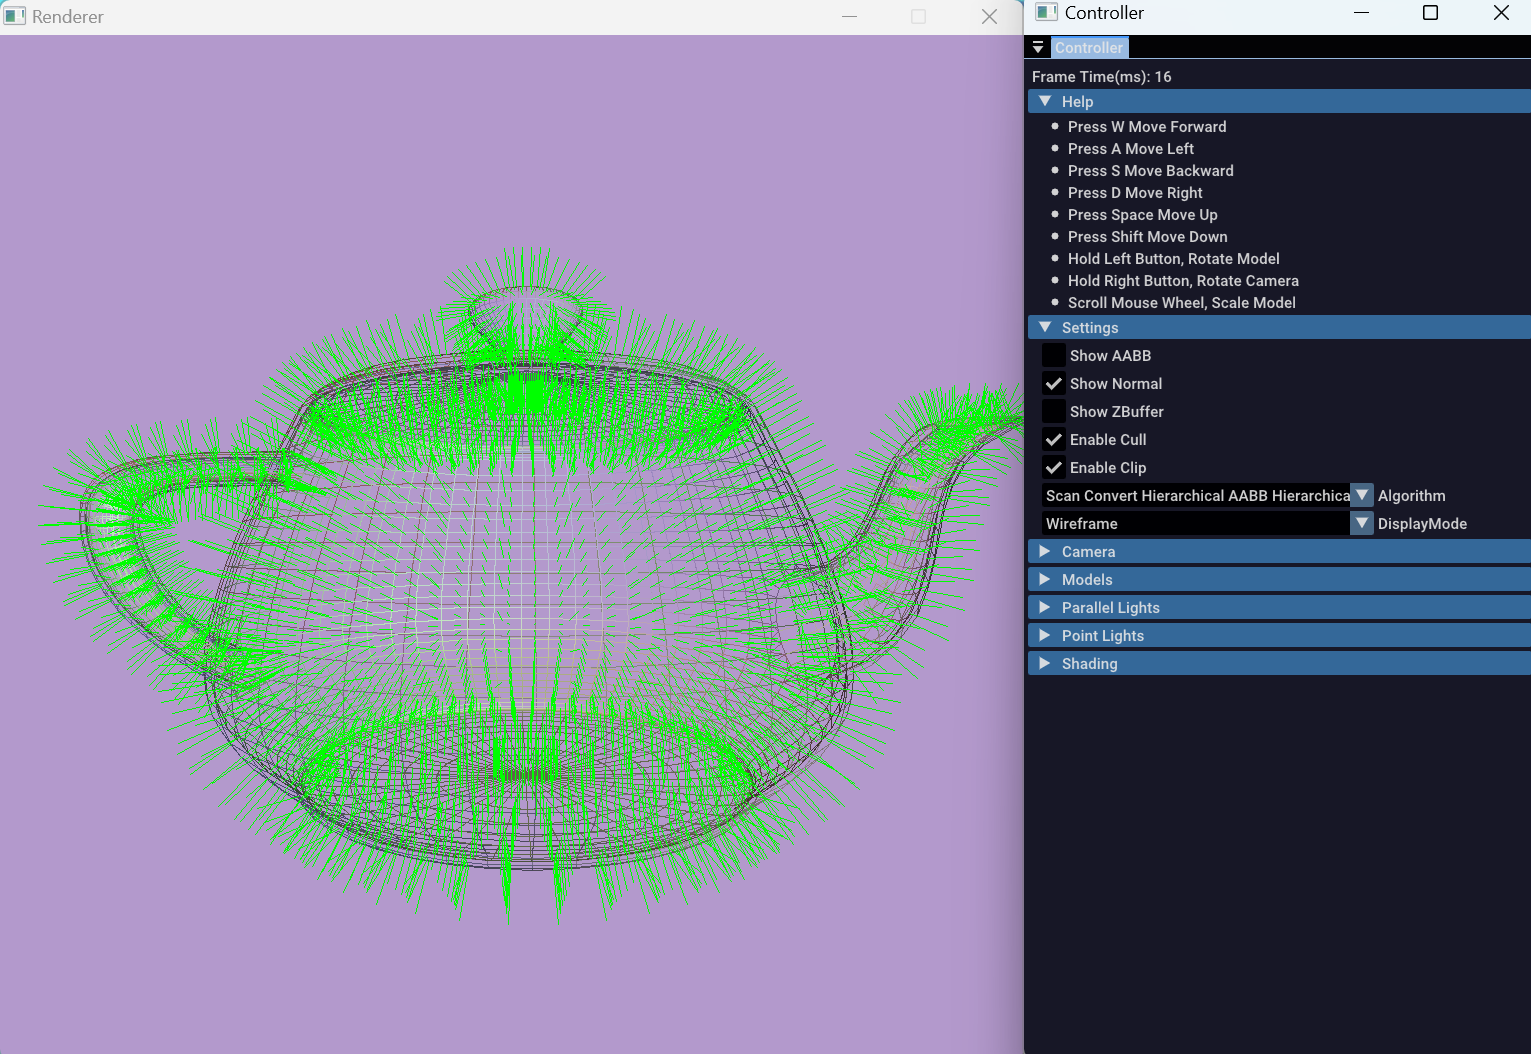 Renderer
Controller
Controller
Frame Time(ms): 16
Help
Press W Move Forward
Press A Move Left
Press S Move Backward
Press D Move Right
Press Space Move Up
Press Shift Move Down
Hold Left Button, Rotate Model
Hold Right Button, Rotate Camera
Scroll Mouse Wheel, Scale Model
Settings
Show AABB
Show Normal
Show ZBuffer
Enable Cull
Enable Clip
Scan Convert Hierarchical AABB Hierarchica Algorithm
Wireframe DisplayMode
Camera
Models
Parallel Lights
Point Lights
Shading